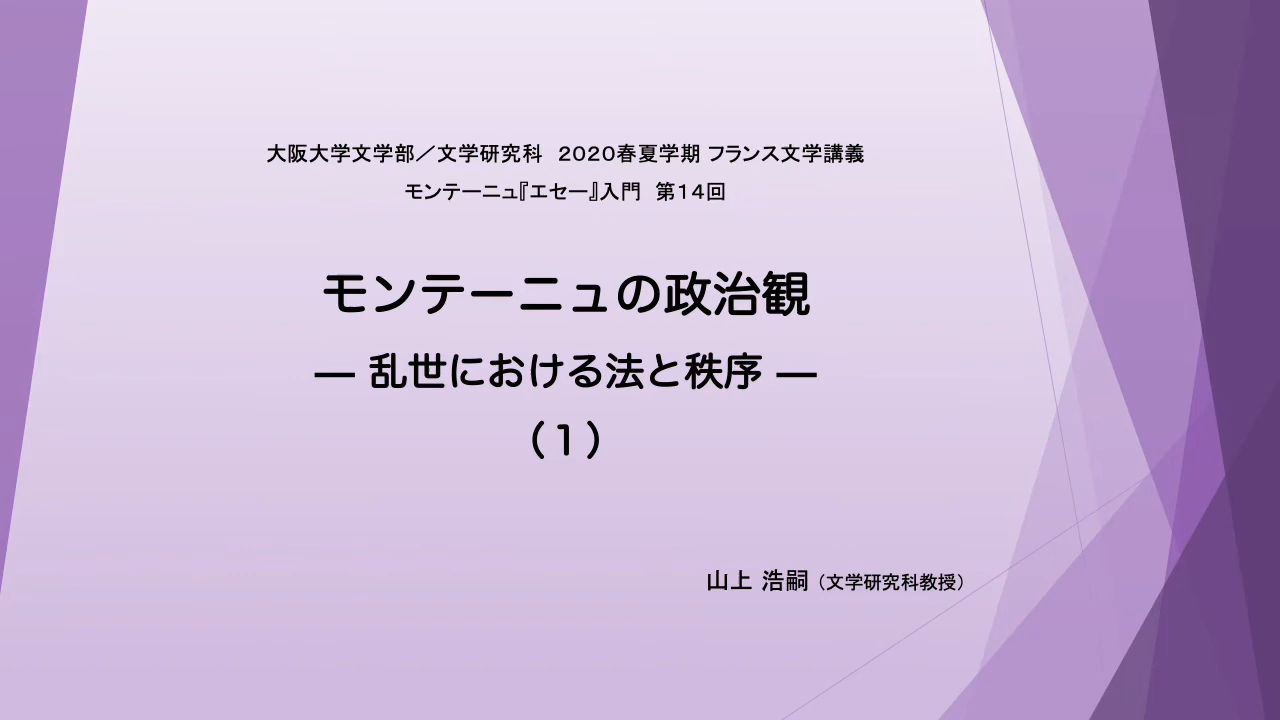 大阪大学文学部／文学研究科　2020春夏学期 フランス文学講義
モンテーニュ『エセー』入門　第14回
モンテーニュの政治観
― 乱世における法と秩序 ―
（１）
山上 浩嗣（文学研究科教授）